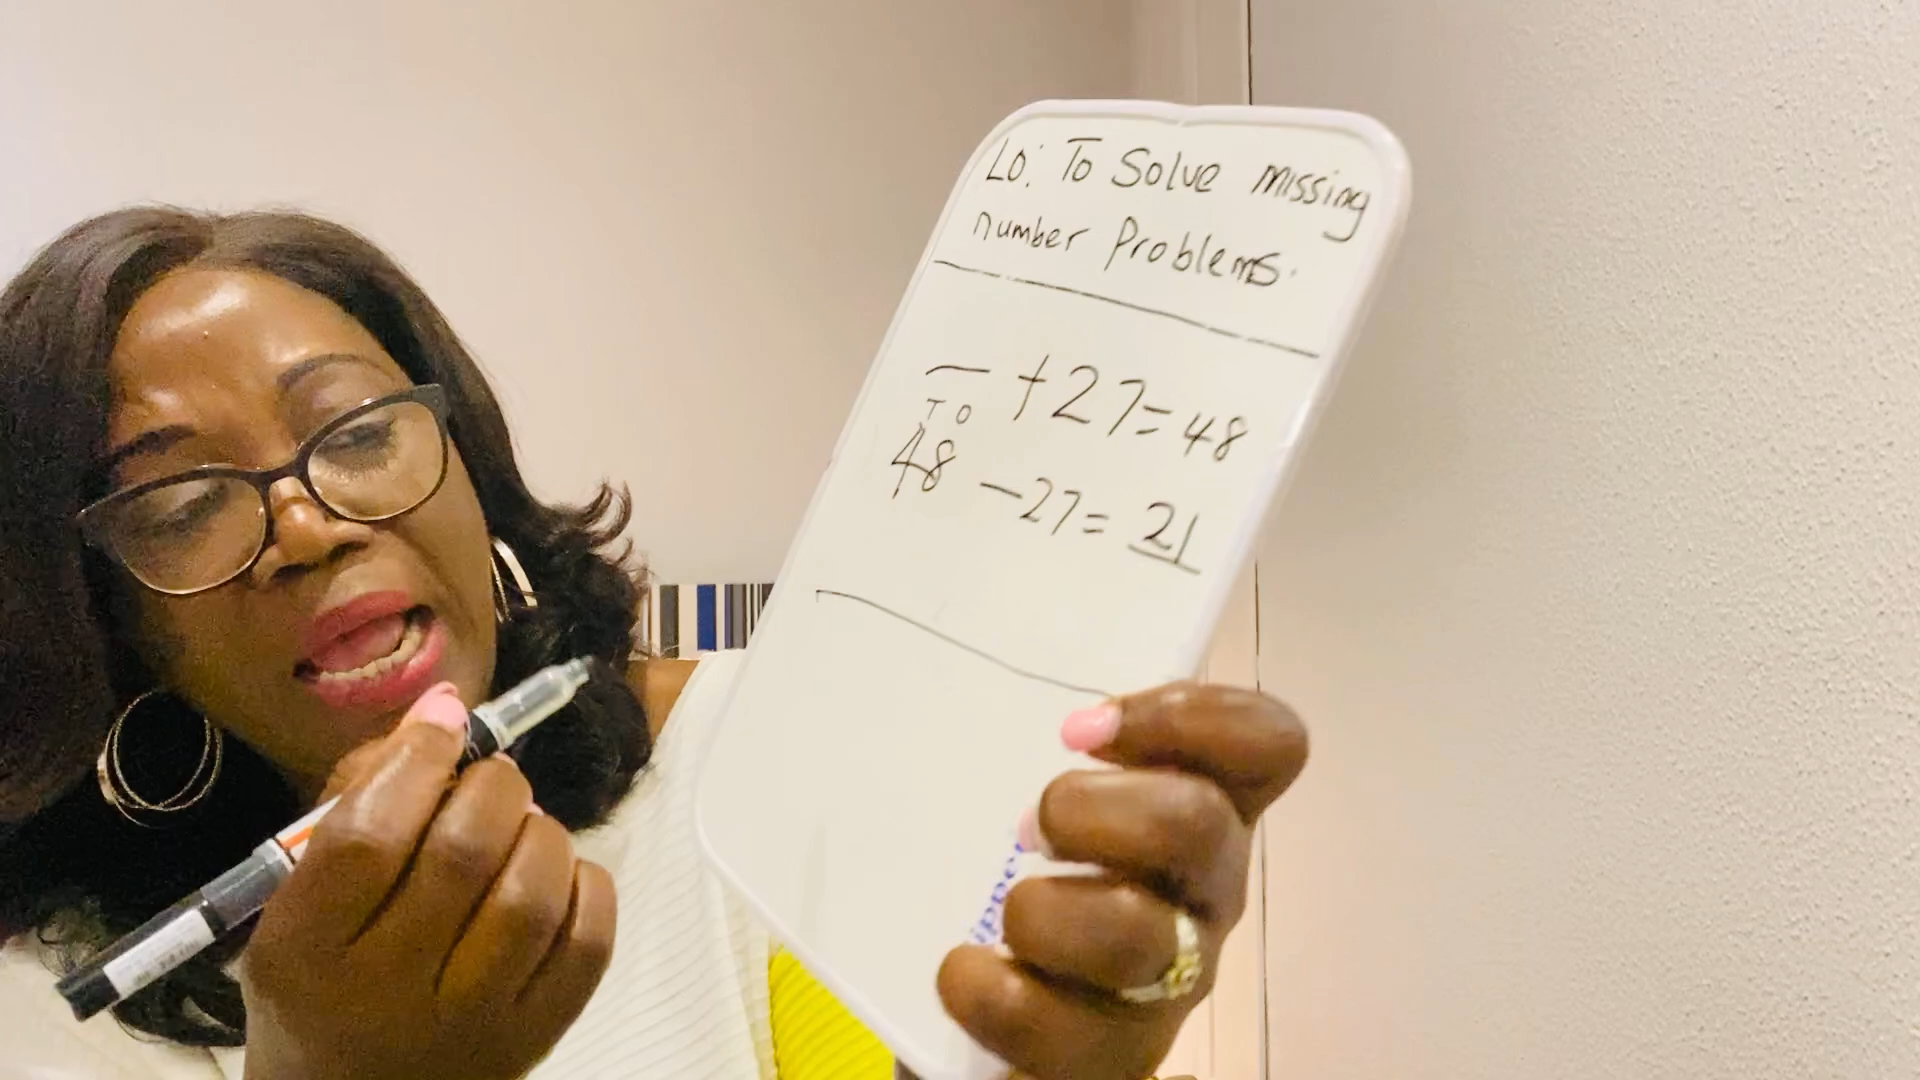 LO: To Solve missing
number Problems.
_ + 27 = 48
T O
48 - 27 = 21